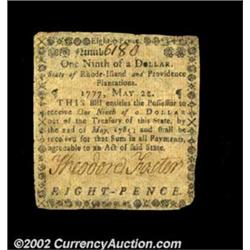 Eight-Pence.
Numb. 6180
One Ninth of a DOLLAR.
State of Rhode-Island and Providence
Plantations.
1777, MAY 22.
THIS Bill entitles the Possessor to
receive One Ninth of a DOLLAR
out of the Treasury of this State, by
the end of May, 1785; and shall be
received for that Sum in all Payments,
agreeable to an Act of said State.
Theodore Foster
EIGHT-PENCE.
©2002 CurrencyAuction.com